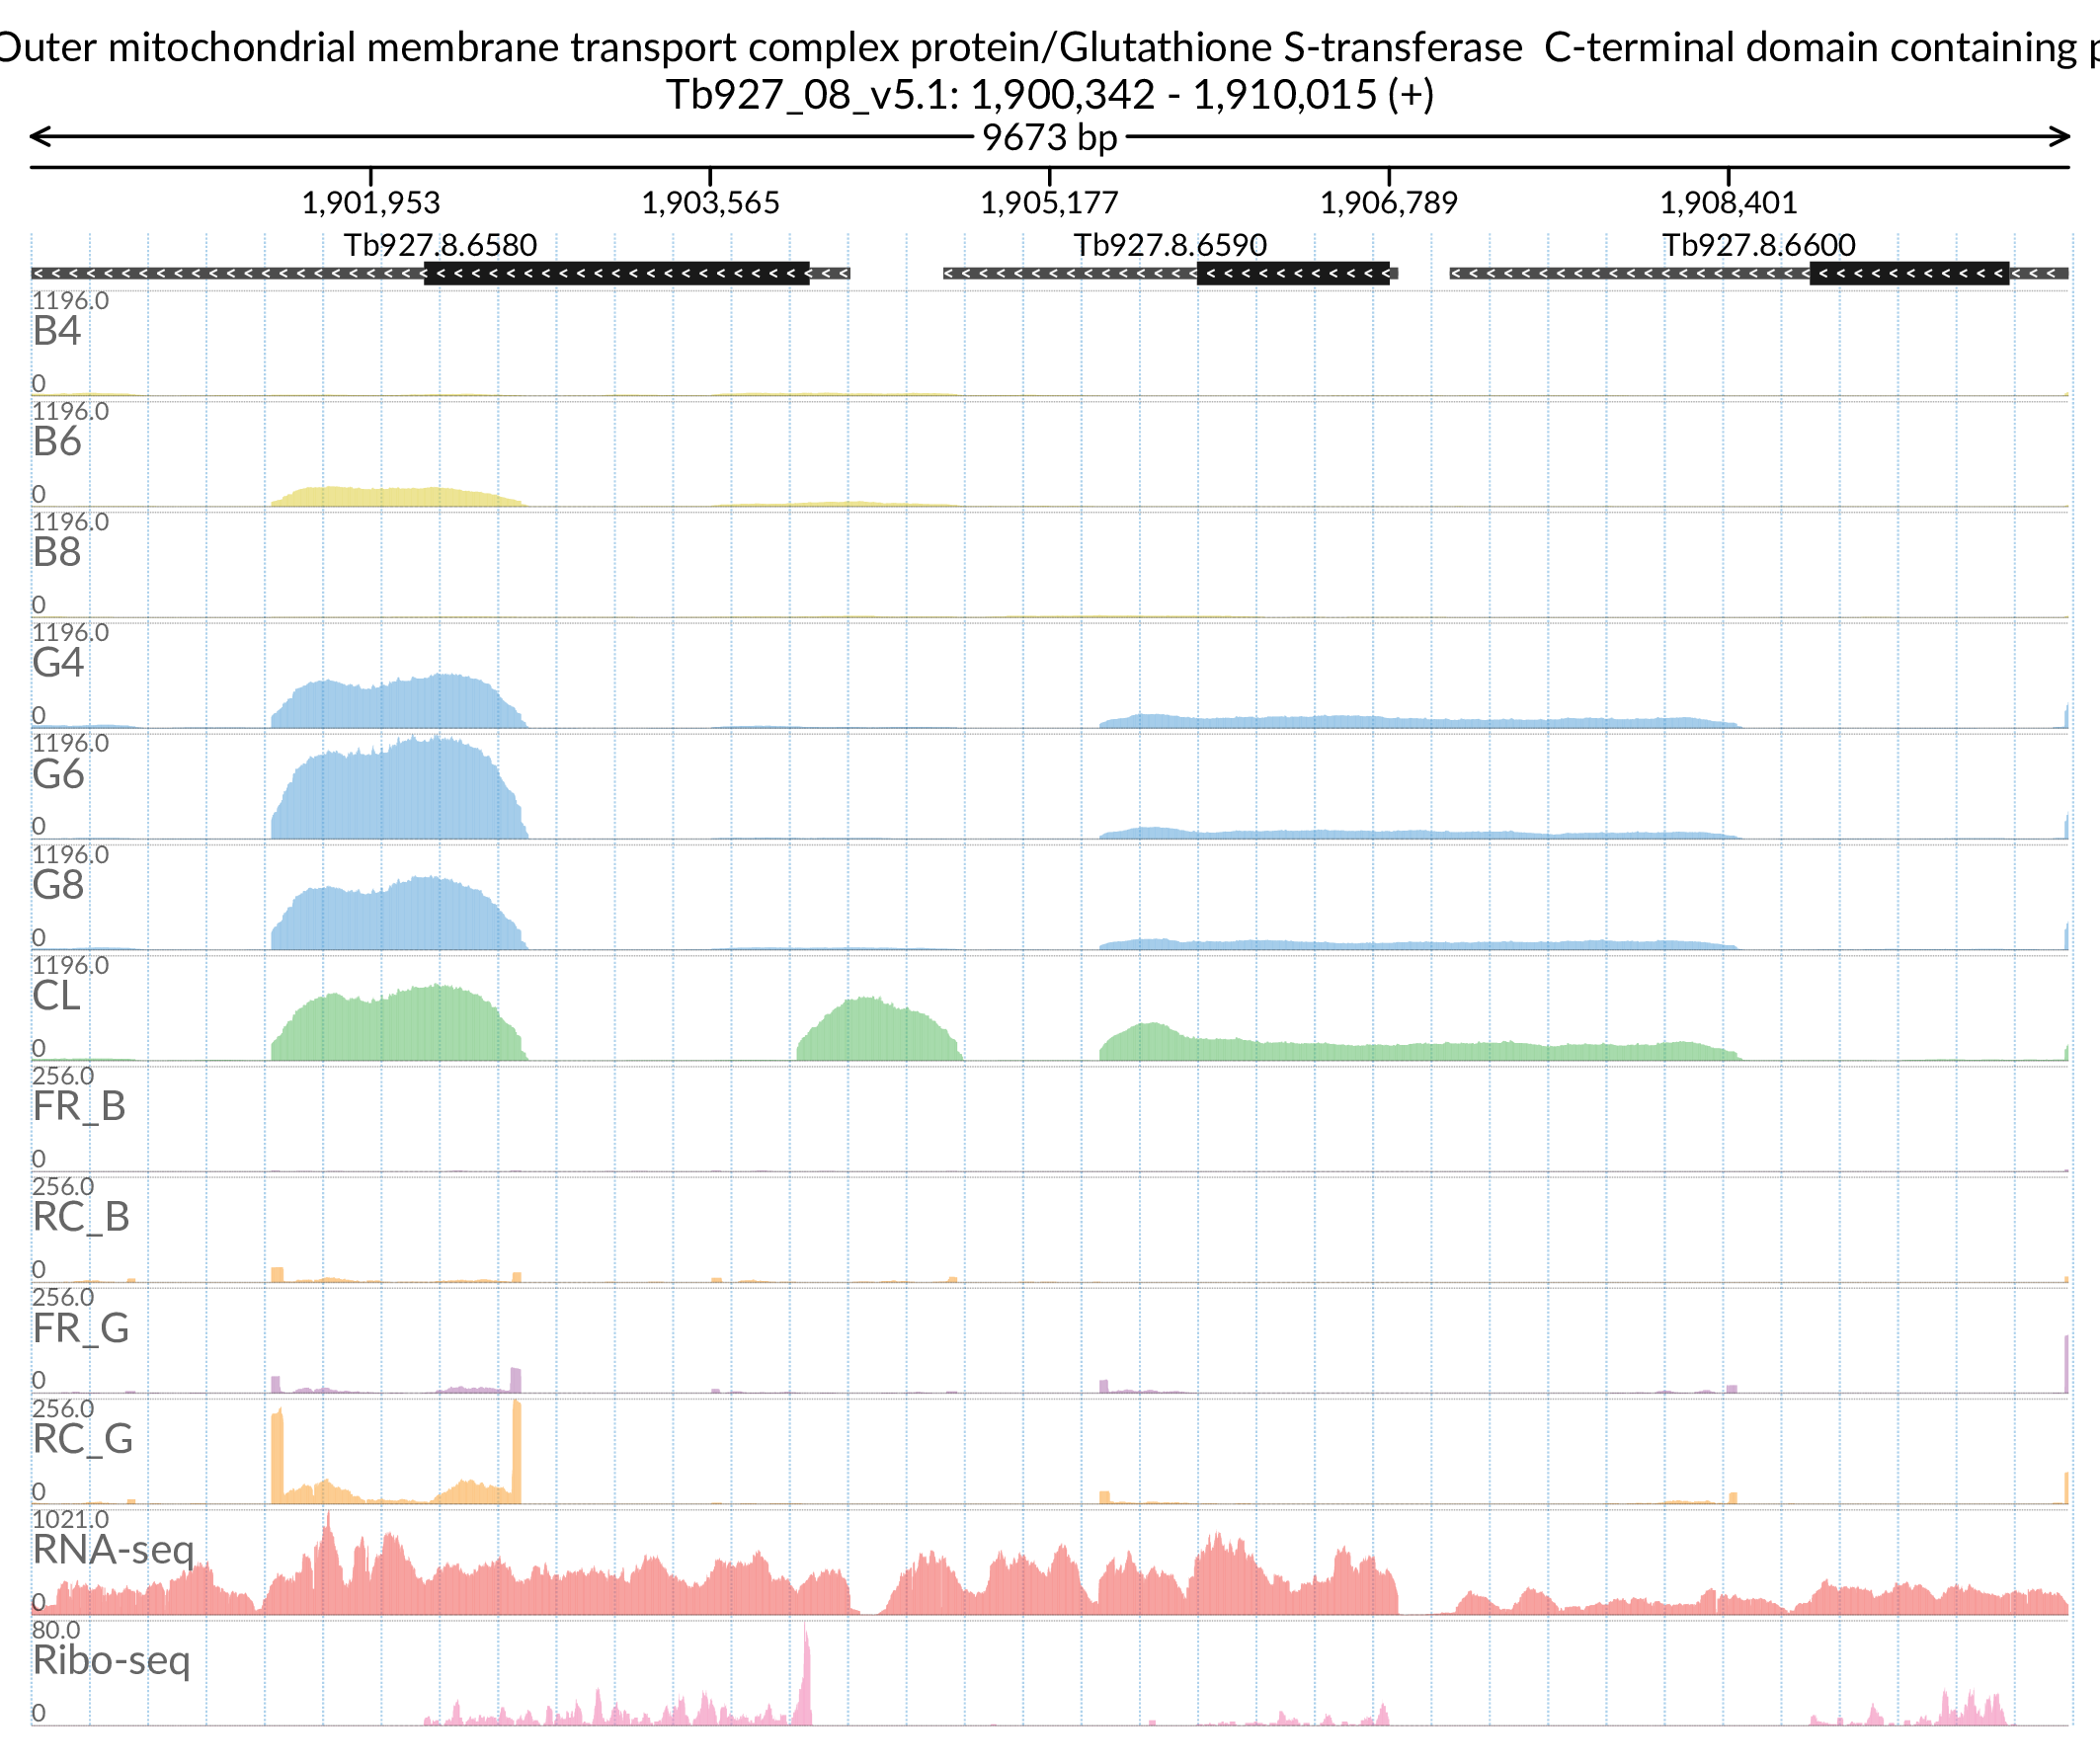 Outer mitochondrial membrane transport complex protein/Glutathione S-transferase C-terminal domain containing
Tb927_08_v5.1: 1,900,342 - 1,910,015 (+)
9673 bp
1,901,953 1,903,565 1,905,177 1,906,789 1,908,401
Tb927.8.6580 Tb927.8.6590 Tb927.8.6600
1196.0
B4
0
1196.0
B6
0
1196.0
B8
0
1196.0
G4
0
1196.0
G6
0
1196.0
G8
0
1196.0
CL
0
256.0
FR_B
0
256.0
RC_B
0
256.0
FR_G
0
256.0
RC_G
0
1021.0
RNA-seq
0
80.0
Ribo-seq
0